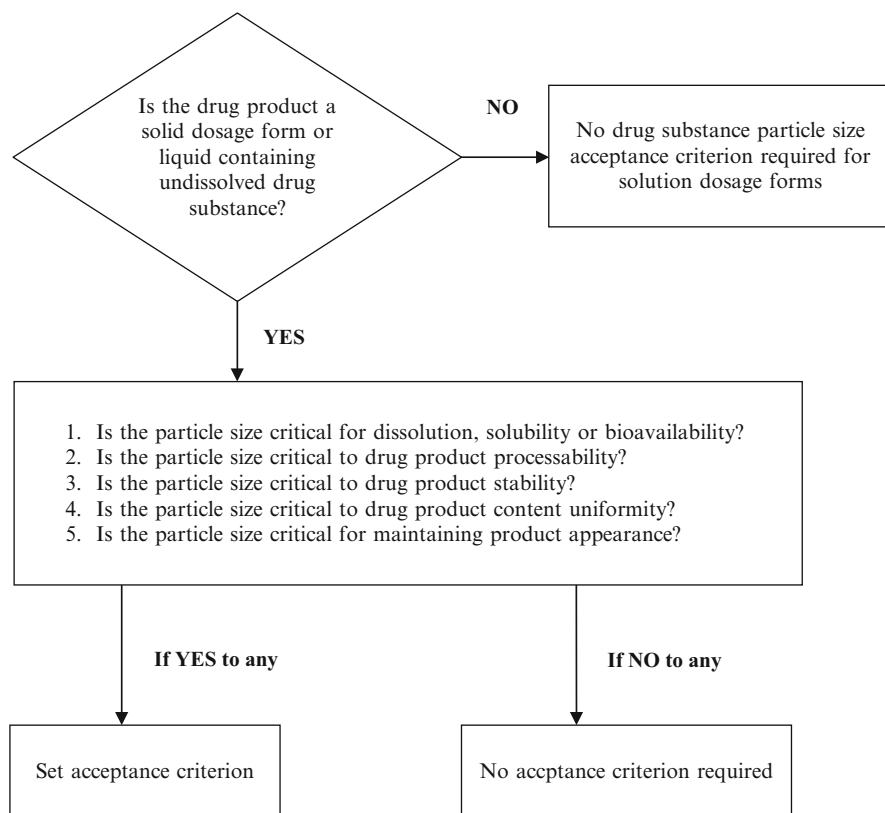 Is the drug product a
solid dosage form or
liquid containing
undissolved drug
substance?
NO
No drug substance particle size
acceptance criterion required for
solution dosage forms
YES
1. Is the particle size critical for dissolution, solubility or bioavailability?
2. Is the particle size critical to drug product processability?
3. Is the particle size critical to drug product stability?
4. Is the particle size critical to drug product content uniformity?
5. Is the particle size critical for maintaining product appearance?
If YES to any
If NO to any
Set acceptance criterion
No accptance criterion required